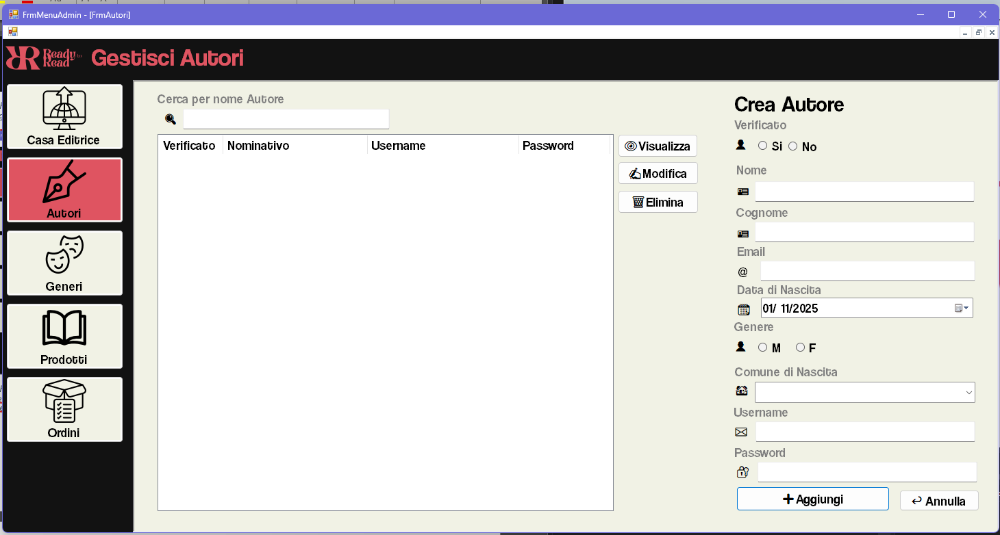 FrmMenuAdmin - [FrmAutori]
Ready to Read
Gestisci Autori
Casa Editrice
Autori
Generi
Prodotti
Ordini
Cerca per nome Autore
Verificato Nominativo Username Password
Visualizza
Modifica
Elimina
Crea Autore
Verificato
Si No
Nome
Cognome
Email
@
Data di Nascita
01/ 11/2025
Genere
M F
Comune di Nascita
Username
Password
Aggiungi
Annulla